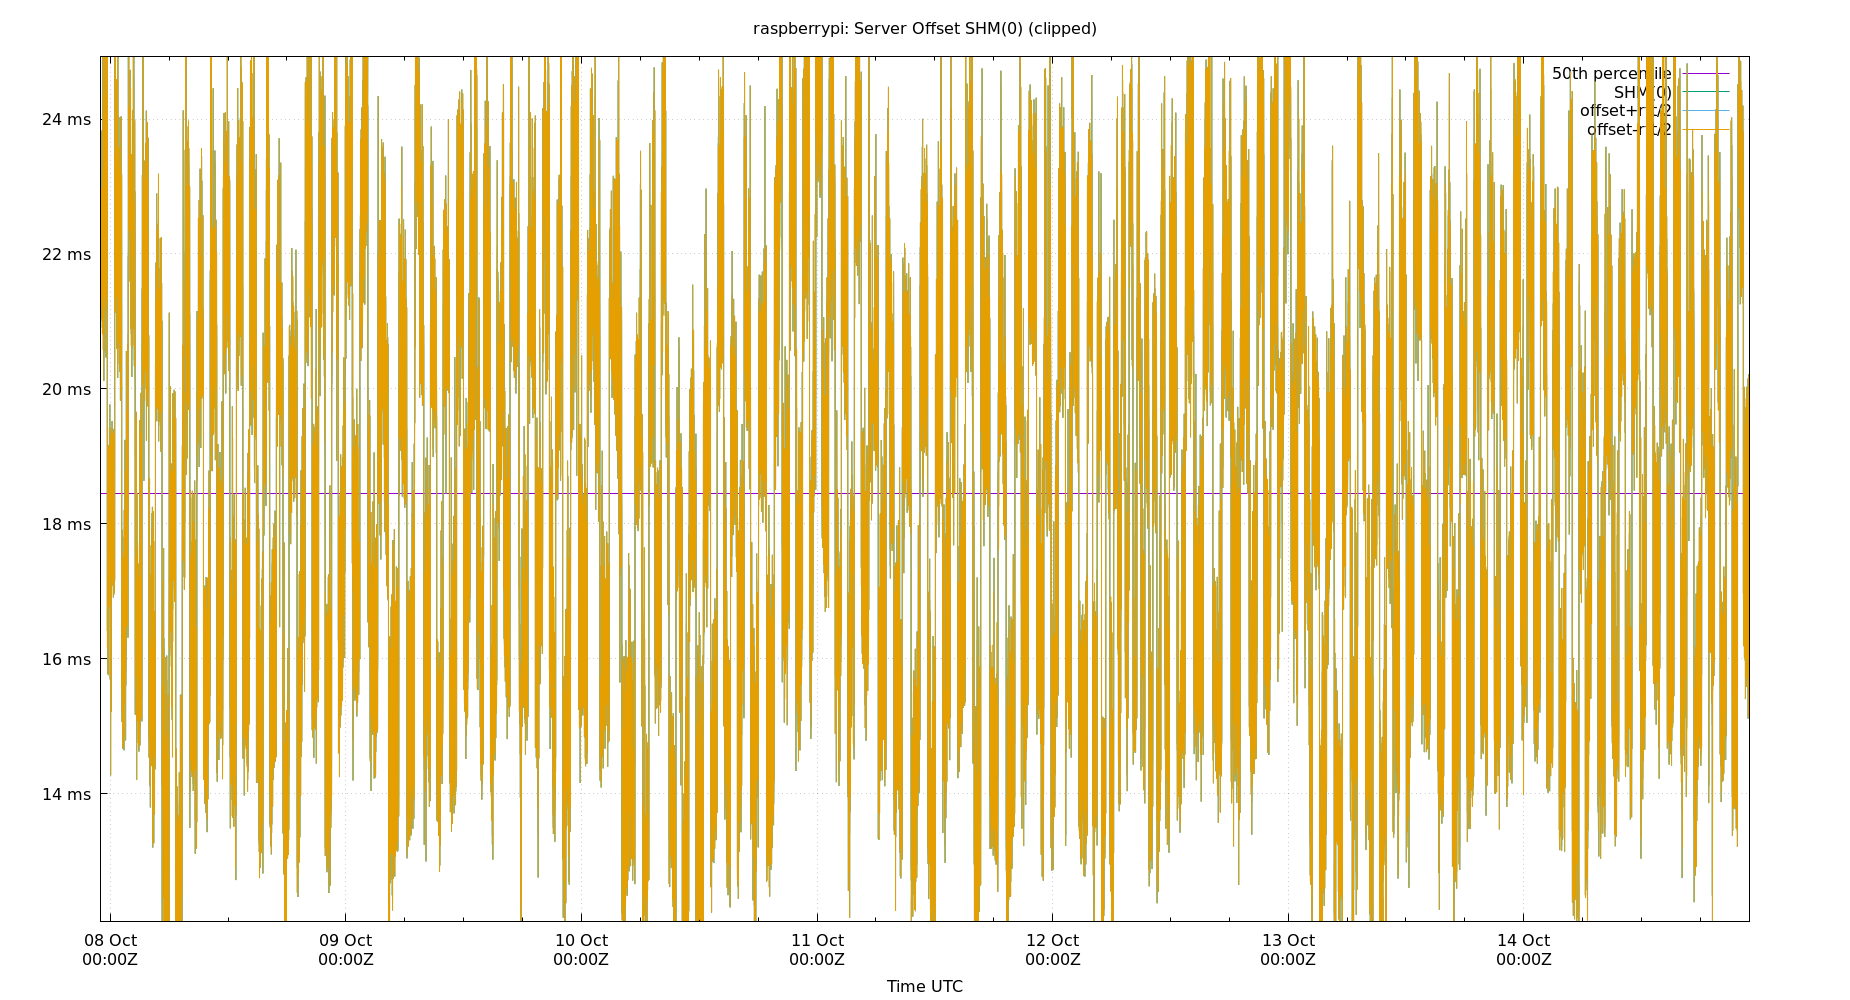 raspberrypi: Server Offset SHM(0) (clipped)
50th percentile
SHM(0)
offset+rtt/2
offset-rtt/2
24 ms
22 ms
20 ms
18 ms
16 ms
14 ms
08 Oct
00:00Z
09 Oct
00:00Z
10 Oct
00:00Z
11 Oct
00:00Z
12 Oct
00:00Z
13 Oct
00:00Z
14 Oct
00:00Z
Time UTC